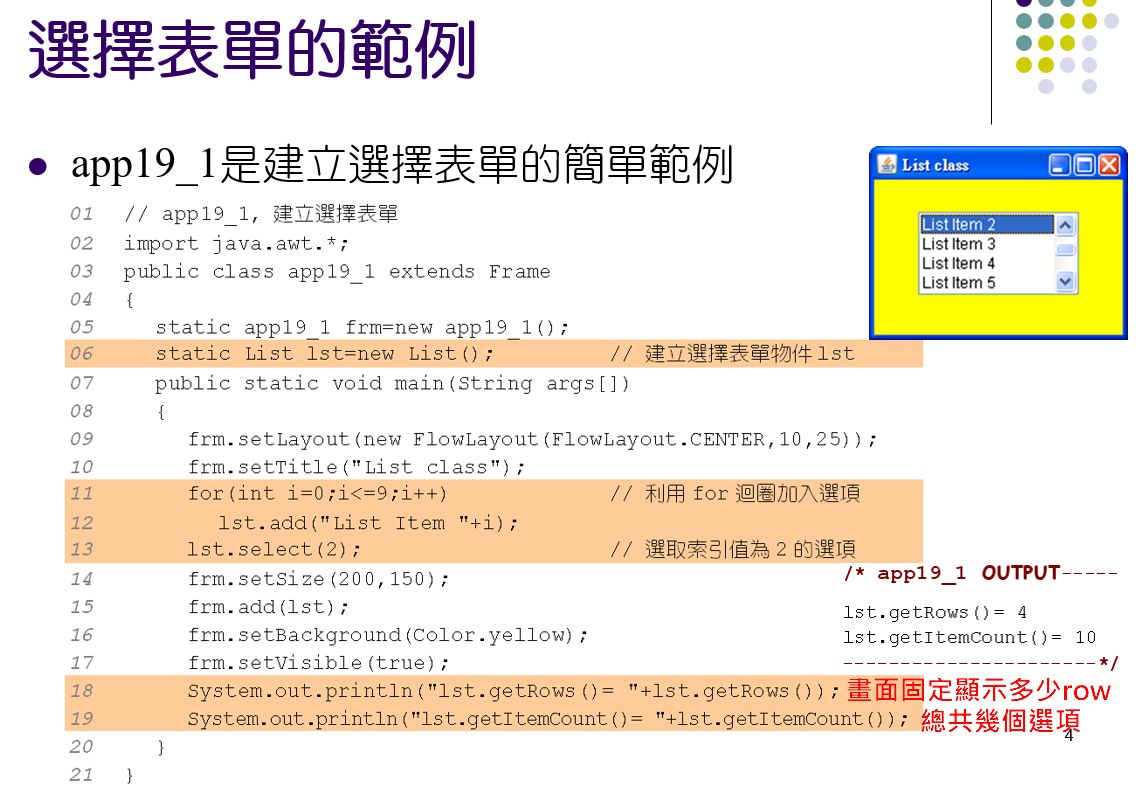 選擇表單的範例
app19_1是建立選擇表單的簡單範例
List class
List Item 2
List Item 3
List Item 4
List Item 5
01 // app19_1, 建立選擇表單
02 import java.awt.*;
03 public class app19_1 extends Frame
04 {
05 static app19_1 frm=new app19_1();
06 static List lst=new List(); // 建立選擇表單物件 lst
07 public static void main(String args[])
08 {
09 frm.setLayout(new FlowLayout(FlowLayout.CENTER,10,25));
10 frm.setTitle("List class");
11 for(int i=0;i<=9;i++) // 利用 for 迴圈加入選項
12 lst.add("List Item "+i);
13 lst.select(2); // 選取索引值為 2 的選項
14 frm.setSize(200,150);
15 frm.add(lst);
16 frm.setBackground(Color.yellow);
17 frm.setVisible(true);
18 System.out.println("lst.getRows()= "+lst.getRows());
19 System.out.println("lst.getItemCount()= "+lst.getItemCount());
20 }
21 }
/* app19_1 OUTPUT-----
lst.getRows()= 4
lst.getItemCount()= 10
----------------------*/
畫面固定顯示多少row
總共幾個選項
4